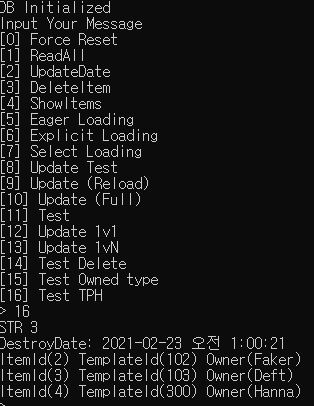 DB Initialized
Input Your Message
[0] Force Reset
[1] ReadAll
[2] UpdateDate
[3] DeleteItem
[4] ShowItems
[5] Eager Loading
[6] Explicit Loading
[7] Select Loading
[8] Update Test
[9] Update (Reload)
[10] Update (Full)
[11] Test
[12] Update 1v1
[13] Update 1vN
[14] Test Delete
[15] Test Owned type
[16] Test TPH
> 16
STR 3
DestroyDate: 2021-02-23 오전 1:00:21
ItemId(2) TemplateId(102) Owner(Faker)
ItemId(3) TemplateId(103) Owner(Deft)
ItemId(4) TemplateId(300) Owner(Hanna)
>